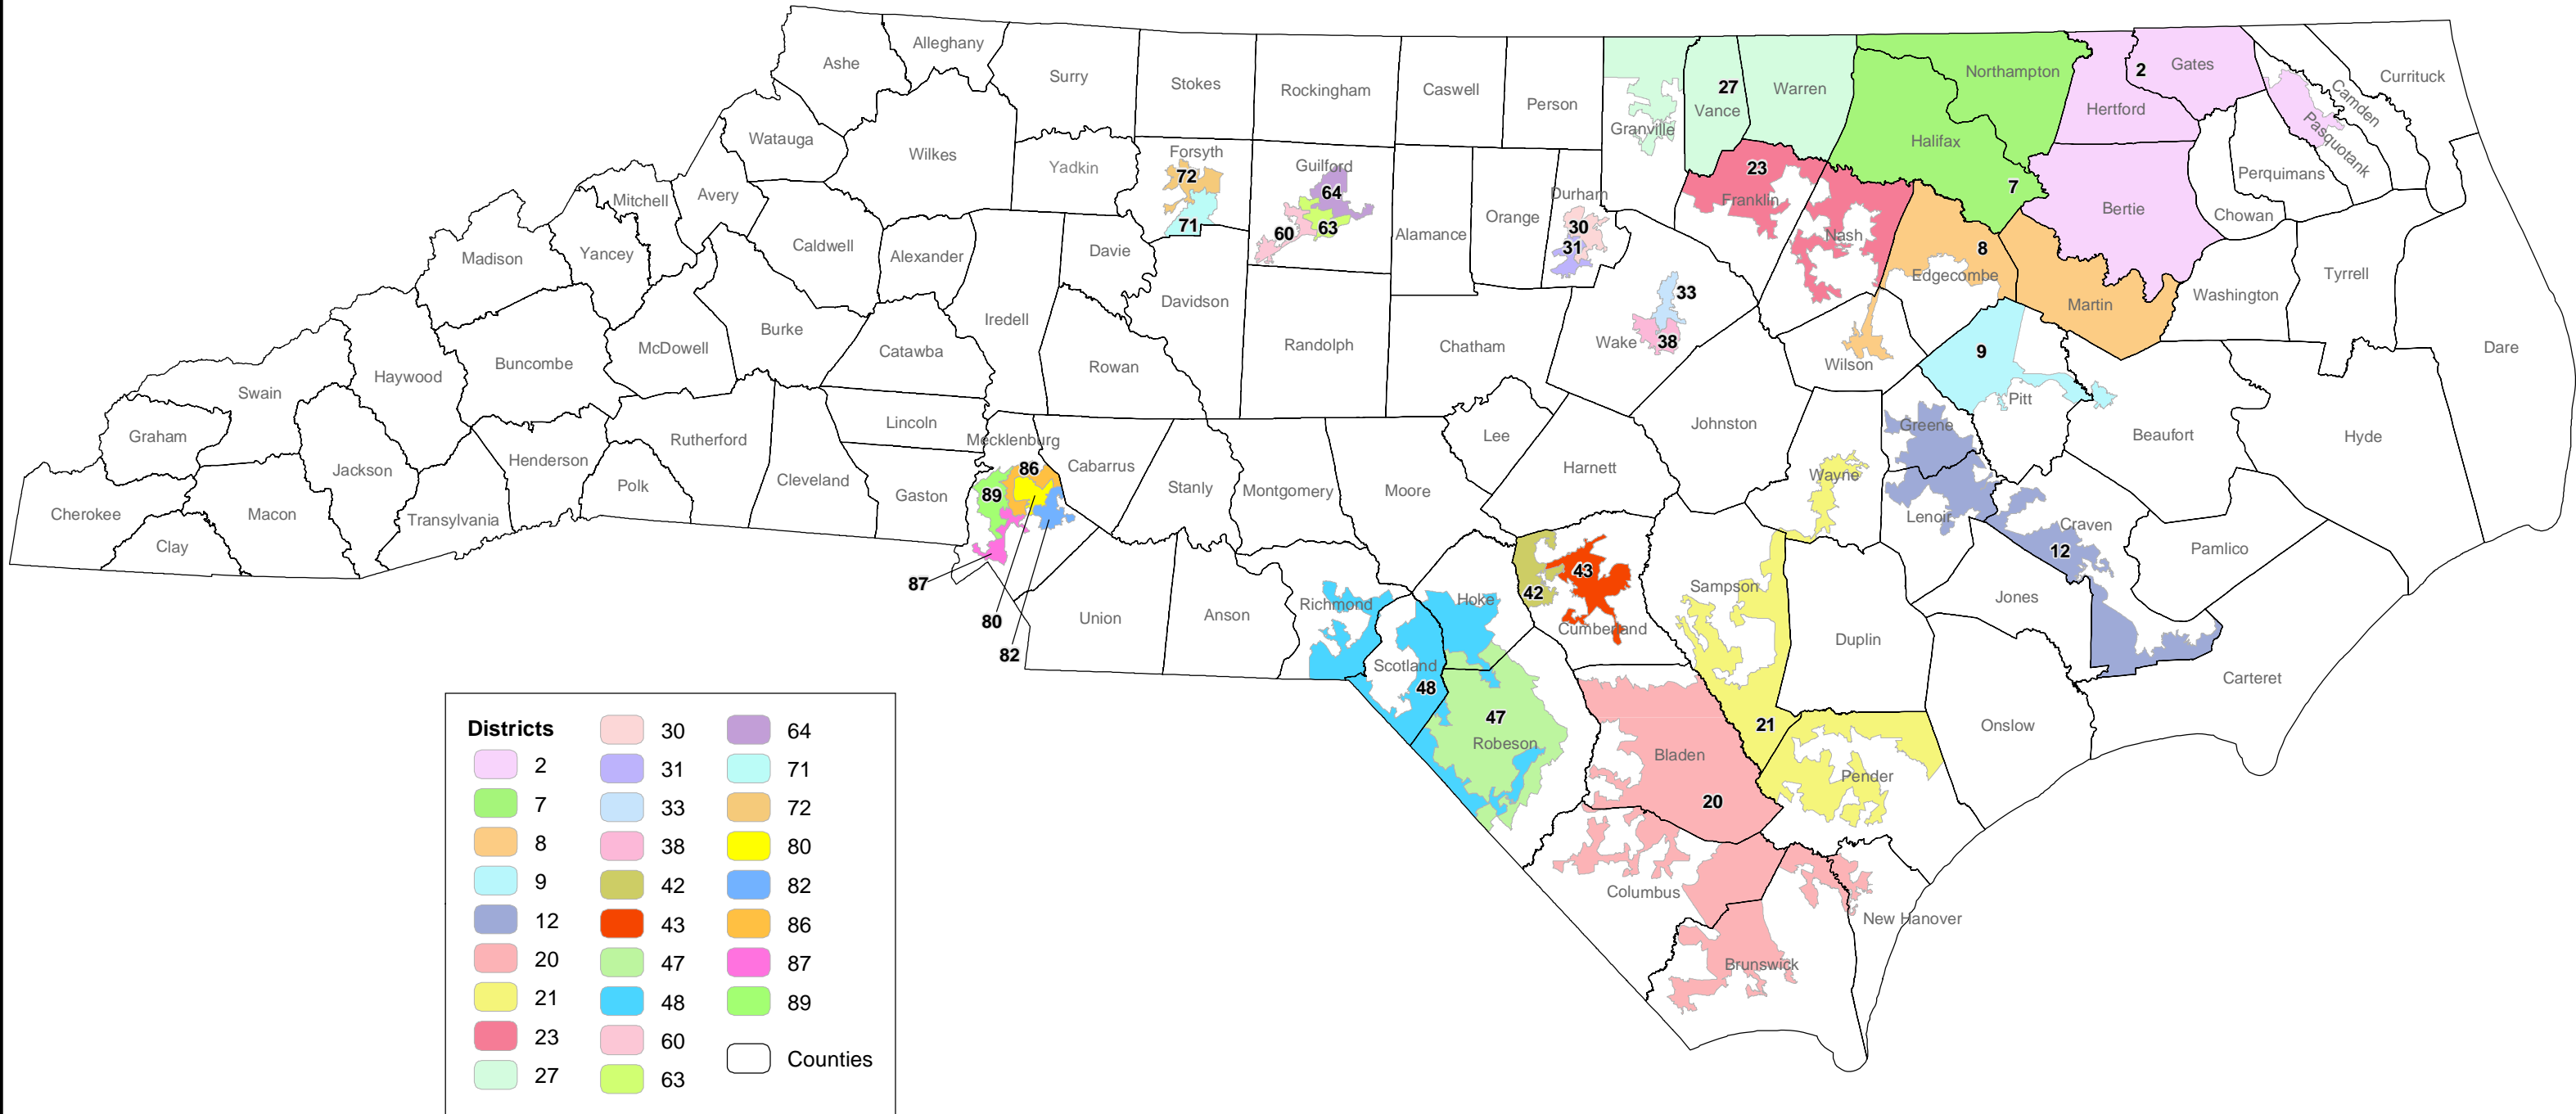 Alleghany
Ashe
Surry
Stokes
Rockingham
Caswell
Person
Granville
27
Vance
Warren
Northampton
2
Gates
Hertford
Camden
Currituck
Pasquotank
Watauga
Wilkes
Yadkin
Forsyth
72
71
Guilford
64
60
63
Alamance
Orange
Durham
30
31
23
Franklin
Nash
Halifax
7
Bertie
Perquimans
Chowan
Mitchell
Avery
Madison
Yancey
Caldwell
Alexander
Davie
Iredell
Davidson
8
Edgecombe
Martin
Washington
Tyrrell
Dare
Swain
Haywood
Buncombe
McDowell
Burke
Catawba
Rowan
Randolph
Chatham
Wake
33
38
Wilson
9
Pitt
Beaufort
Hyde
Graham
Cherokee
Clay
Macon
Jackson
Transylvania
Henderson
Polk
Rutherford
Cleveland
Lincoln
Gaston
Mecklenburg
86
89
87
80
82
Cabarrus
Stanly
Montgomery
Moore
Lee
Harnett
Johnston
Wayne
Greene
Lenoir
Craven
12
Pamlico
Jones
Carteret
Union
Anson
Richmond
Scotland
48
Hoke
42
43
Cumberland
Sampson
21
Duplin
Onslow
47
Robeson
Bladen
20
Pender
Columbus
New Hanover
Brunswick
Districts
2
7
8
9
12
20
21
23
27
30
31
33
38
42
43
47
48
60
63
64
71
72
80
82
86
87
89
Counties